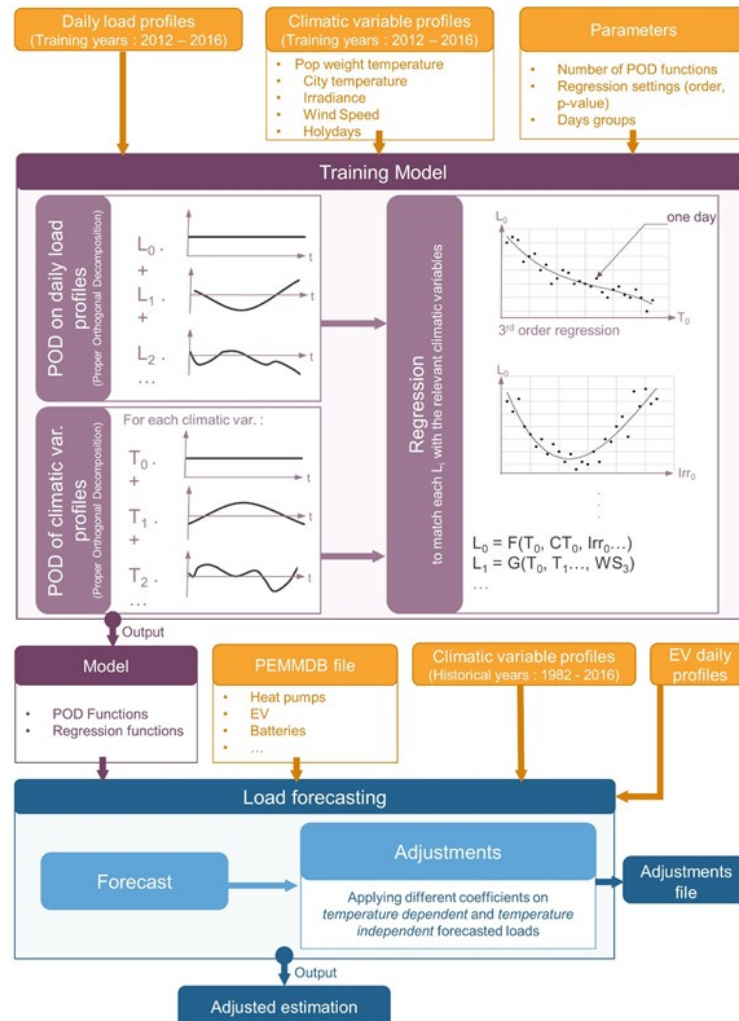 Daily load profiles
(Training years : 2012 – 2016)
Climatic variable profiles
(Training years : 2012 – 2016)
• Pop weight temperature
• City temperature
• Irradiance
• Wind Speed
• Holydays
Parameters
• Number of POD functions
• Regression settings (order,
p-value)
• Days groups
Training Model
POD on daily load
profiles
(Proper Orthogonal Decomposition)
L0 ·
+
L1 ·
+
L2 ·
…
t
t
t
POD of climatic var.
profiles
(Proper Orthogonal Decomposition)
For each climatic var. :
T0 ·
+
T1 ·
+
T2 ·
…
t
t
t
Regression
to match each Li with the relevant climatic variables
L0
one day
T0
3rd order regression
L0
Irr0
⋮
L0 = F(T0, CT0, Irr0…)
L1 = G(T0, T1…, WS3)
…
Output
Model
• POD Functions
• Regression functions
PEMMDB file
• Heat pumps
• EV
• Batteries
• …
Climatic variable profiles
(Historical years : 1982 - 2016)
EV daily
profiles
Load forecasting
Forecast
Adjustments
Applying different coefficients on
temperature dependent and temperature
independent forecasted loads
Adjustments
file
Output
Adjusted estimation